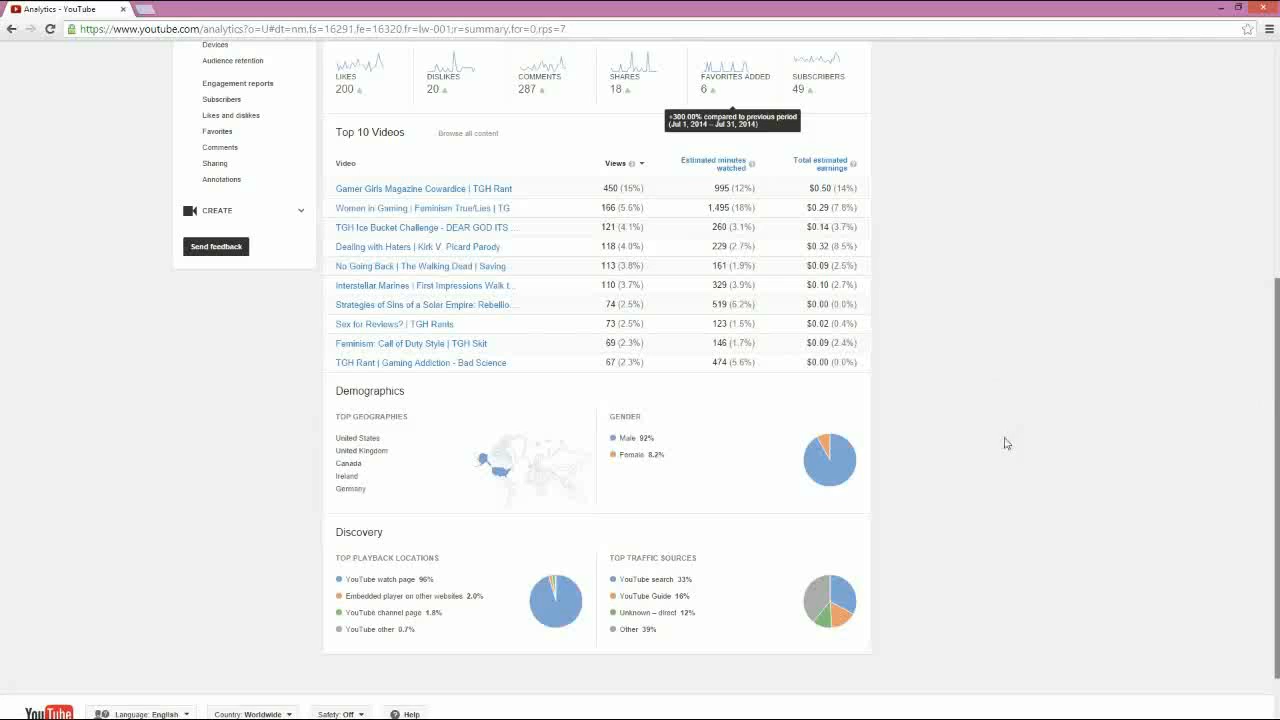 Analytics - YouTube
https://www.youtube.com/analytics?o=U#dt=nm,fs=16291,fe=16320,fr=lw-001;r=summary,fcr=0,rps=7
Devices
Audience retention
Engagement reports
Subscribers
Likes and dislikes
Favorites
Comments
Sharing
Annotations
CREATE
Send feedback
LIKES DISLIKES COMMENTS SHARES FAVORITES ADDED SUBSCRIBERS
200 20 287 18 6 49
+300.00% compared to previous period
(Jul 1, 2014 – Jul 31, 2014)
Top 10 Videos Browse all content
Video Views Estimated minutes watched Total estimated earnings
Gamer Girls Magazine Cowardice | TGH Rant 450 (15%) 995 (12%) $0.50 (14%)
Women in Gaming | Feminism True/Lies | TG 166 (5.6%) 1,495 (18%) $0.29 (7.8%)
TGH Ice Bucket Challenge - DEAR GOD ITS ... 121 (4.1%) 260 (3.1%) $0.14 (3.7%)
Dealing with Haters | Kirk V. Picard Parody 118 (4.0%) 229 (2.7%) $0.32 (8.5%)
No Going Back | The Walking Dead | Saving 113 (3.8%) 161 (1.9%) $0.09 (2.5%)
Interstellar Marines | First Impressions Walk t... 110 (3.7%) 329 (3.9%) $0.10 (2.7%)
Strategies of Sins of a Solar Empire: Rebellio... 74 (2.5%) 519 (6.2%) $0.00 (0.0%)
Sex for Reviews? | TGH Rants 73 (2.5%) 123 (1.5%) $0.02 (0.4%)
Feminism: Call of Duty Style | TGH Skit 69 (2.3%) 146 (1.7%) $0.09 (2.4%)
TGH Rant | Gaming Addiction - Bad Science 67 (2.3%) 474 (5.6%) $0.00 (0.0%)
Demographics
TOP GEOGRAPHIES
United States
United Kingdom
Canada
Ireland
Germany
GENDER
Male 92%
Female 8.2%
Discovery
TOP PLAYBACK LOCATIONS
YouTube watch page 96%
Embedded player on other websites 2.0%
YouTube channel page 1.8%
YouTube other 0.7%
TOP TRAFFIC SOURCES
YouTube search 33%
YouTube Guide 16%
Unknown – direct 12%
Other 39%
YouTube Language: English Country: Worldwide Safety: Off Help